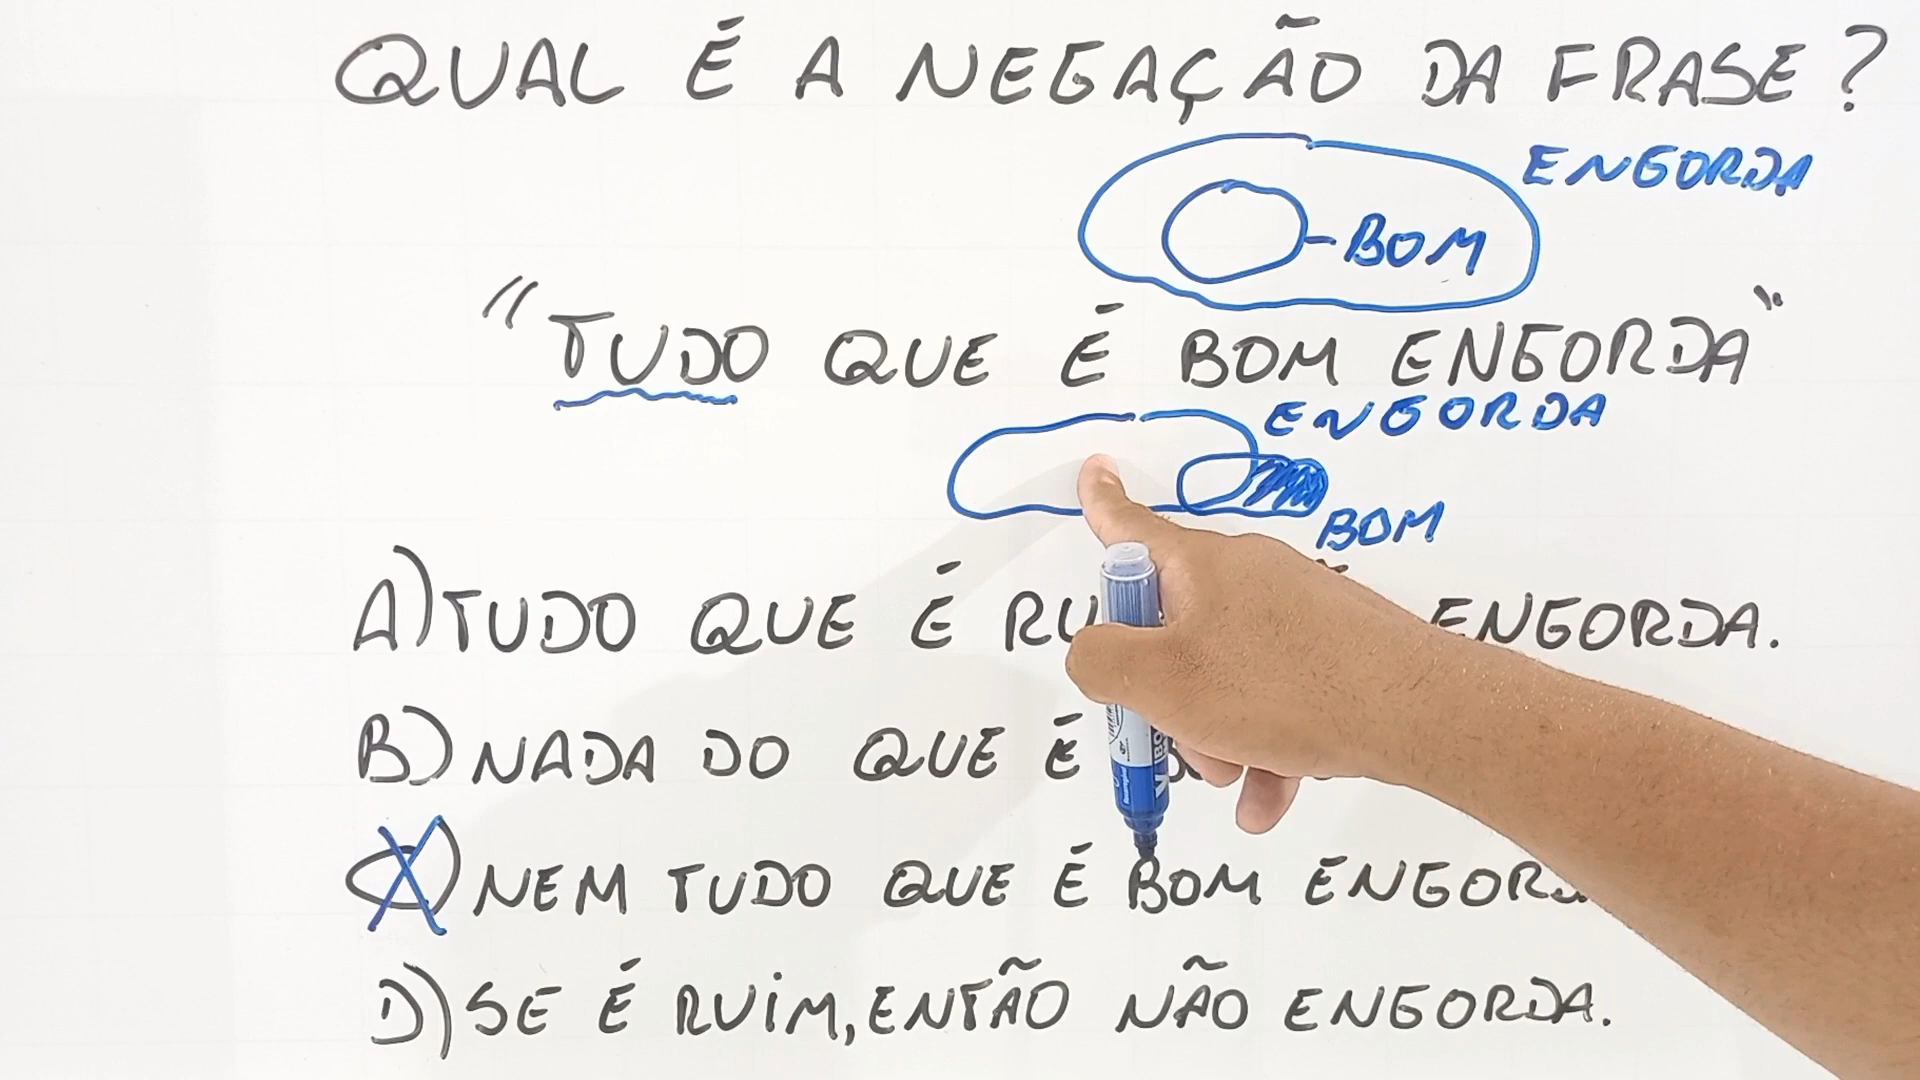 QUAL É A NEGAÇÃO DA FRASE?
ENGORDA
BOM
"TUDO QUE É BOM ENGORDA"
ENGORDA
BOM
A) TUDO QUE É ENGORDA.
B) NADA DO QUE É
C) NEM TUDO QUE É BOM
D) SE É RUIM, ENTÃO NÃO ENGORDA.